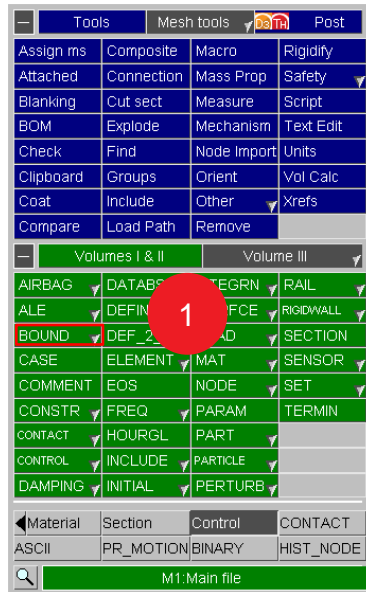 Tools Mesh tools D3 TH Post
Assign ms Composite Macro Rigidify
Attached Connection Mass Prop Safety
Blanking Cut sect Measure Script
BOM Explode Mechanism Text Edit
Check Find Node Import Units
Clipboard Groups Orient Vol Calc
Coat Include Other Xrefs
Compare Load Path Remove
Volumes I & II Volume III
AIRBAG RAIL
ALE RIGIDWALL
1
BOUND SECTION
CASE ELEMENT MAT SENSOR
COMMENT EOS NODE SET
CONSTR FREQ PARAM TERMIN
CONTACT HOURGL PART
CONTROL INCLUDE PARTICLE
DAMPING INITIAL PERTURB
Material Section Control CONTACT
ASCII PR_MOTION BINARY HIST_NODE
M1:Main file